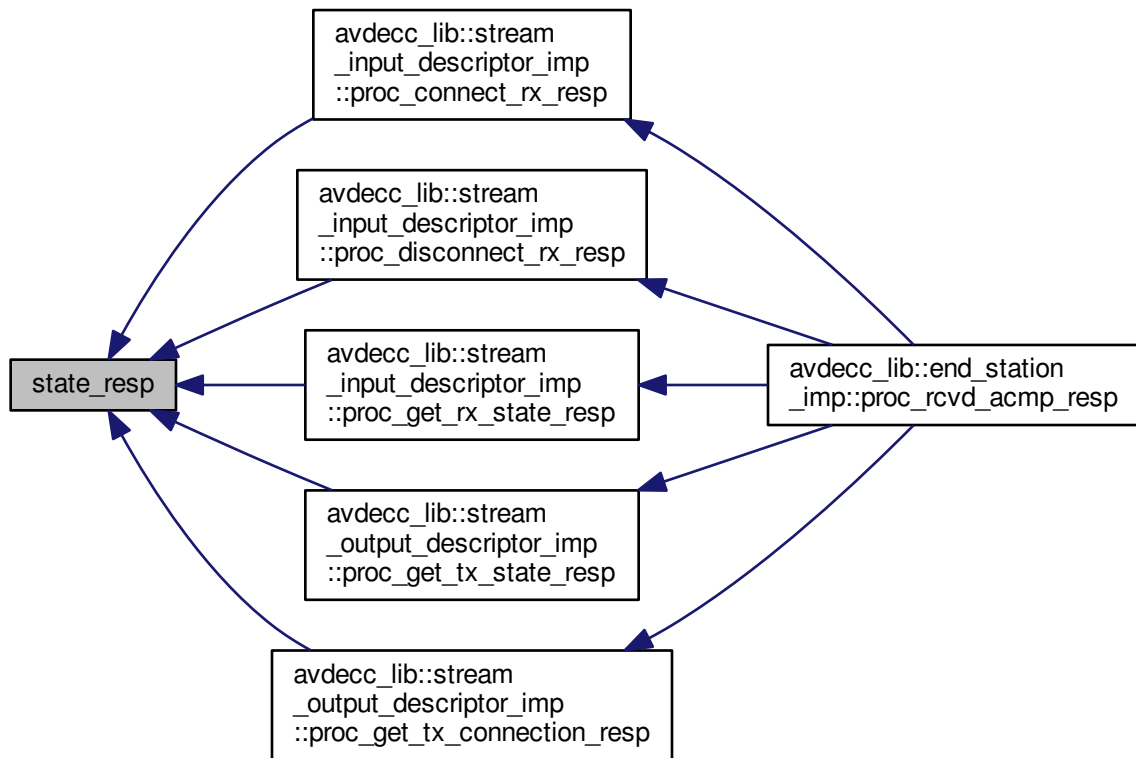 avdecc_lib::stream
_input_descriptor_imp
::proc_connect_rx_resp
avdecc_lib::stream
_input_descriptor_imp
::proc_disconnect_rx_resp
state_resp
avdecc_lib::stream
_input_descriptor_imp
::proc_get_rx_state_resp
avdecc_lib::end_station
_imp::proc_rcvd_acmp_resp
avdecc_lib::stream
_output_descriptor_imp
::proc_get_tx_state_resp
avdecc_lib::stream
_output_descriptor_imp
::proc_get_tx_connection_resp